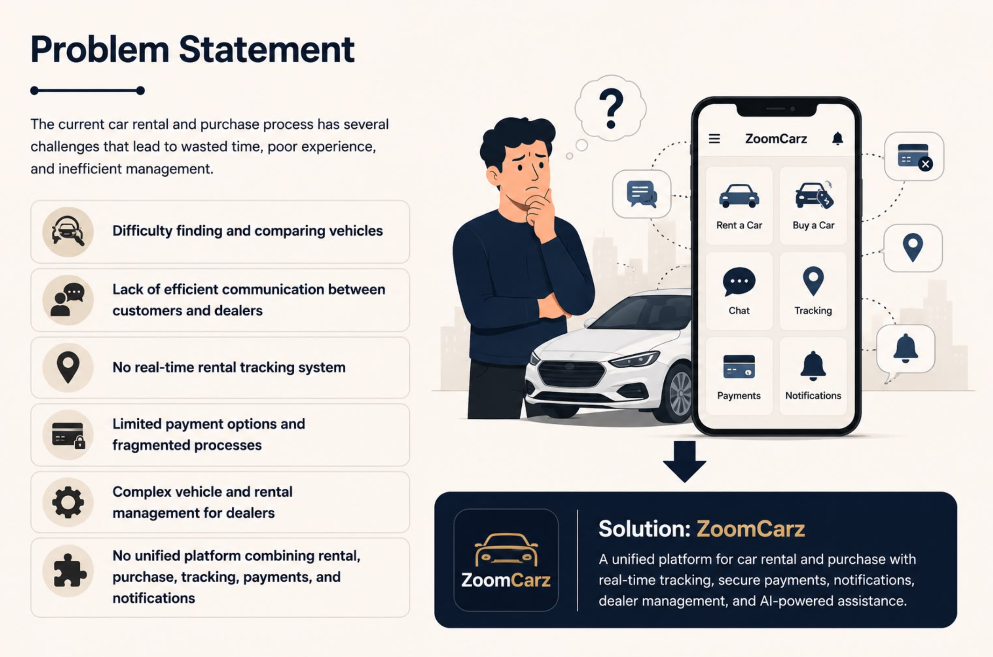 Problem Statement
The current car rental and purchase process has several
challenges that lead to wasted time, poor experience,
and inefficient management.
Difficulty finding and comparing vehicles
Lack of efficient communication between
customers and dealers
No real-time rental tracking system
Limited payment options and
fragmented processes
Complex vehicle and rental
management for dealers
No unified platform combining rental,
purchase, tracking, payments, and
notifications
?
ZoomCarz
Rent a Car
Buy a Car
Chat
Tracking
Payments
Notifications
ZoomCarz
Solution: ZoomCarz
A unified platform for car rental and purchase with
real-time tracking, secure payments, notifications,
dealer management, and AI-powered assistance.